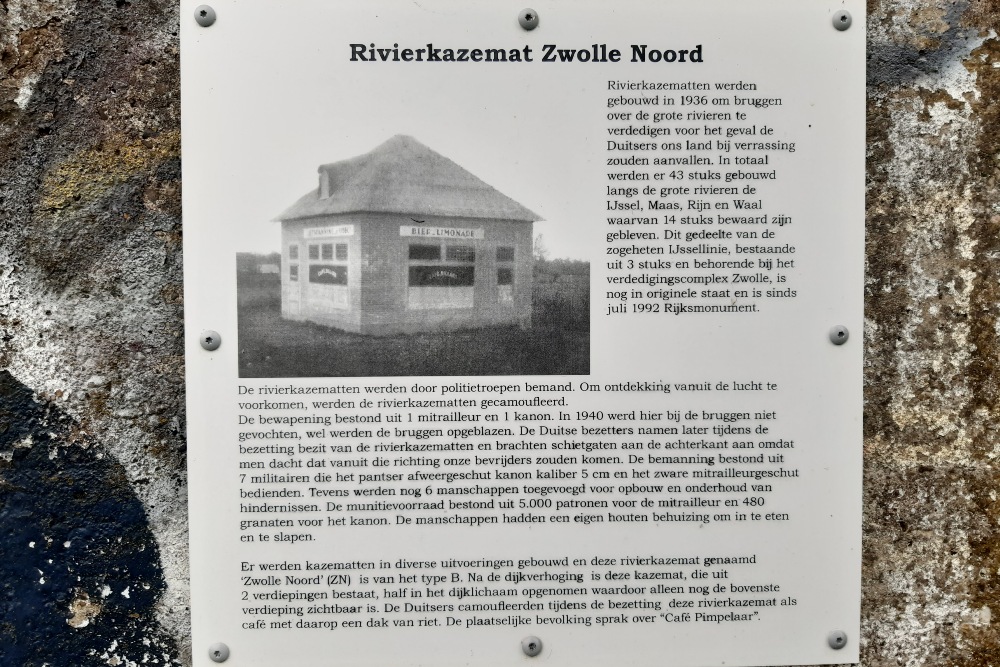 Rivierkazemat Zwolle Noord
Rivierkazematten werden
gebouwd in 1936 om bruggen
over de grote rivieren te
verdedigen voor het geval de
Duitsers ons land bij verrassing
zouden aanvallen. In totaal
werden er 43 stuks gebouwd
langs de grote rivieren de
IJssel, Maas, Rijn en Waal
waarvan 14 stuks bewaard zijn
gebleven. Dit gedeelte van de
zogeheten IJssellinie, bestaande
uit 3 stuks en behorende bij het
verdedigingscomplex Zwolle, is
nog in originele staat en is sinds
juli 1992 Rijksmonument.
BIER LIMONADE
De rivierkazematten werden door politietroepen bemand. Om ontdekking vanuit de lucht te
voorkomen, werden de rivierkazematten gecamoufleerd.
De bewapening bestond uit 1 mitrailleur en 1 kanon. In 1940 werd hier bij de bruggen niet
gevochten, wel werden de bruggen opgeblazen. De Duitse bezetters namen later tijdens de
bezetting bezit van de rivierkazematten en brachten schietgaten aan de achterkant aan omdat
men dacht dat vanuit die richting onze bevrijders zouden komen. De bemanning bestond uit
7 militairen die het pantser afweergeschut kanon kaliber 5 cm en het zware mitrailleurgeschut
bedienden. Tevens werden nog 6 manschappen toegevoegd voor opbouw en onderhoud van
hindernissen. De munitievoorraad bestond uit 5.000 patronen voor de mitrailleur en 480
granaten voor het kanon. De manschappen hadden een eigen houten behuizing om in te eten
en te slapen.
Er werden kazematten in diverse uitvoeringen gebouwd en deze rivierkazemat genaamd
'Zwolle Noord' (ZN) is van het type B. Na de dijkverhoging is deze kazemat, die uit
2 verdiepingen bestaat, half in het dijklichaam opgenomen waardoor alleen nog de bovenste
verdieping zichtbaar is. De Duitsers camoufleerden tijdens de bezetting deze rivierkazemat als
café met daarop een dak van riet. De plaatselijke bevolking sprak over "Café Pimpelaar".